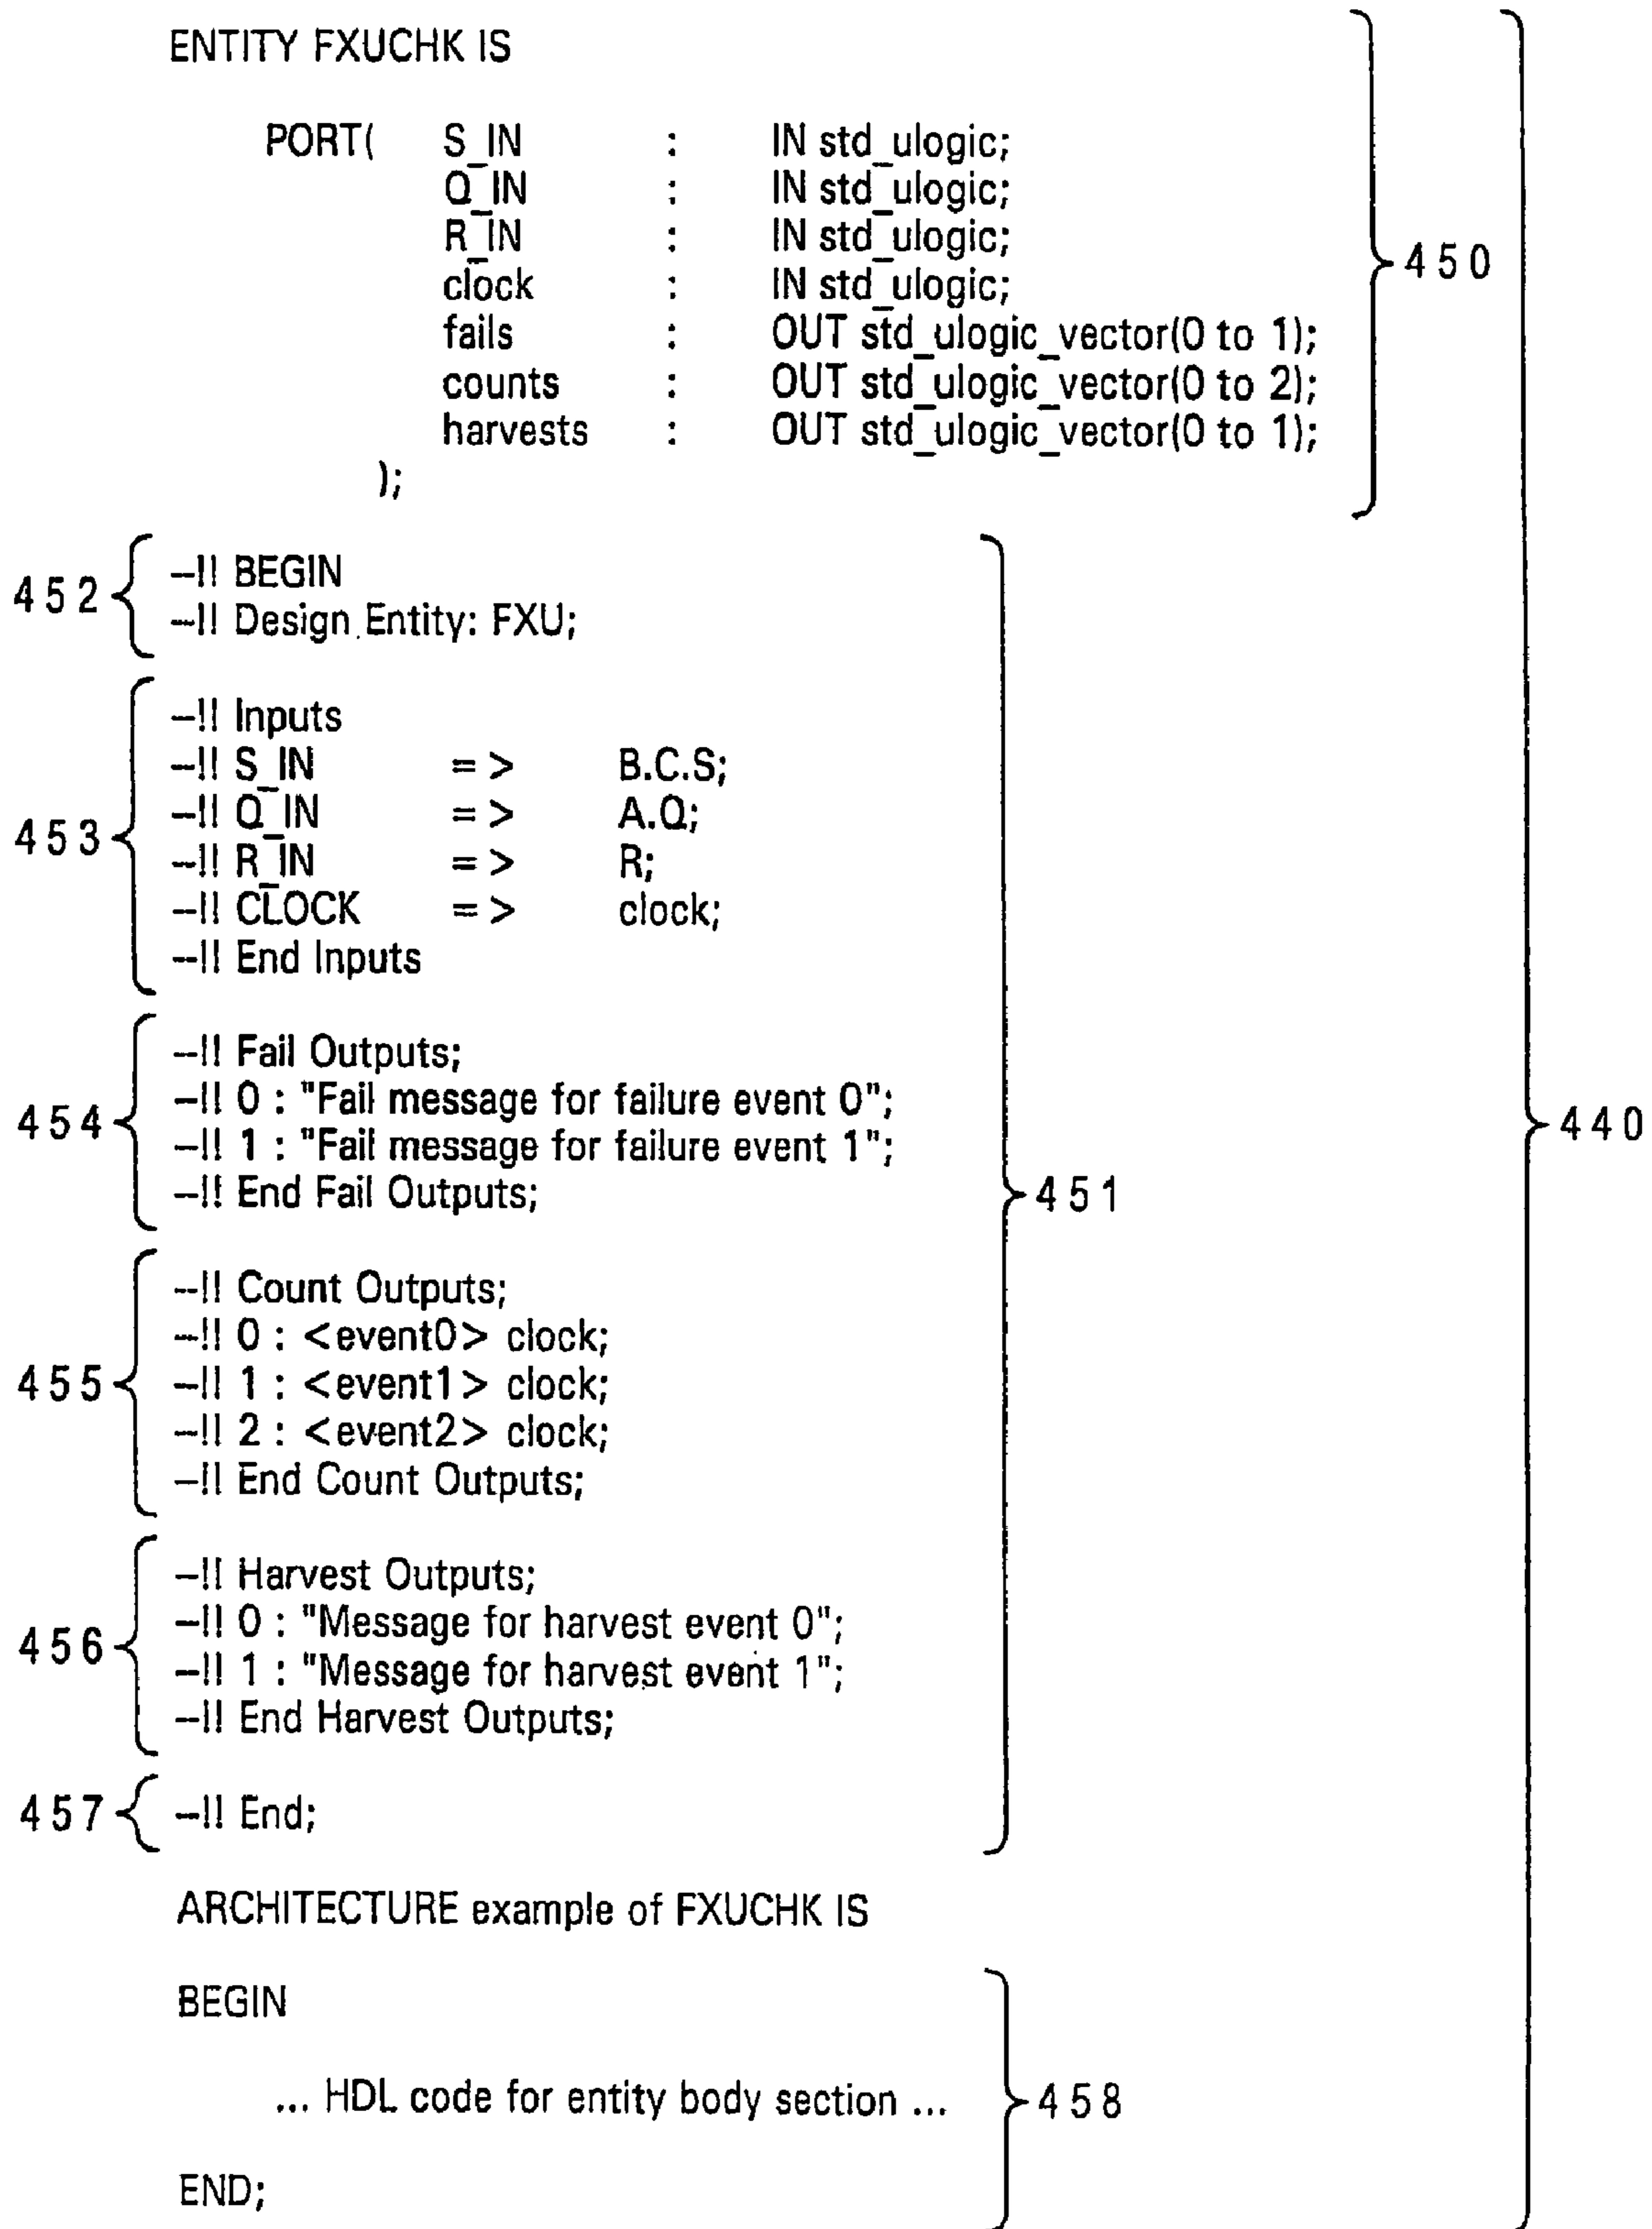 ENTITY FXUCHK IS
PORT( S_IN : IN std_ulogic;
Q_IN : IN std_ulogic;
R_IN : IN std_ulogic;
clock : IN std_ulogic;
fails : OUT std_ulogic_vector(0 to 1);
counts : OUT std_ulogic_vector(0 to 2);
harvests : OUT std_ulogic_vector(0 to 1);
);
450
--!! BEGIN
--!! Design Entity: FXU;
452
--!! Inputs
--!! S_IN => B.C.S;
--!! Q_IN => A.Q;
--!! R_IN => R;
--!! CLOCK => clock;
--!! End Inputs
453
--!! Fail Outputs;
--!! 0 : "Fail message for failure event 0";
--!! 1 : "Fail message for failure event 1";
--!! End Fail Outputs;
454
451
440
--!! Count Outputs;
--!! 0 : <event0> clock;
--!! 1 : <event1> clock;
--!! 2 : <event2> clock;
--!! End Count Outputs;
455
--!! Harvest Outputs;
--!! 0 : "Message for harvest event 0";
--!! 1 : "Message for harvest event 1";
--!! End Harvest Outputs;
456
457
--!! End;
ARCHITECTURE example of FXUCHK IS
BEGIN
... HDL code for entity body section ...
458
END;